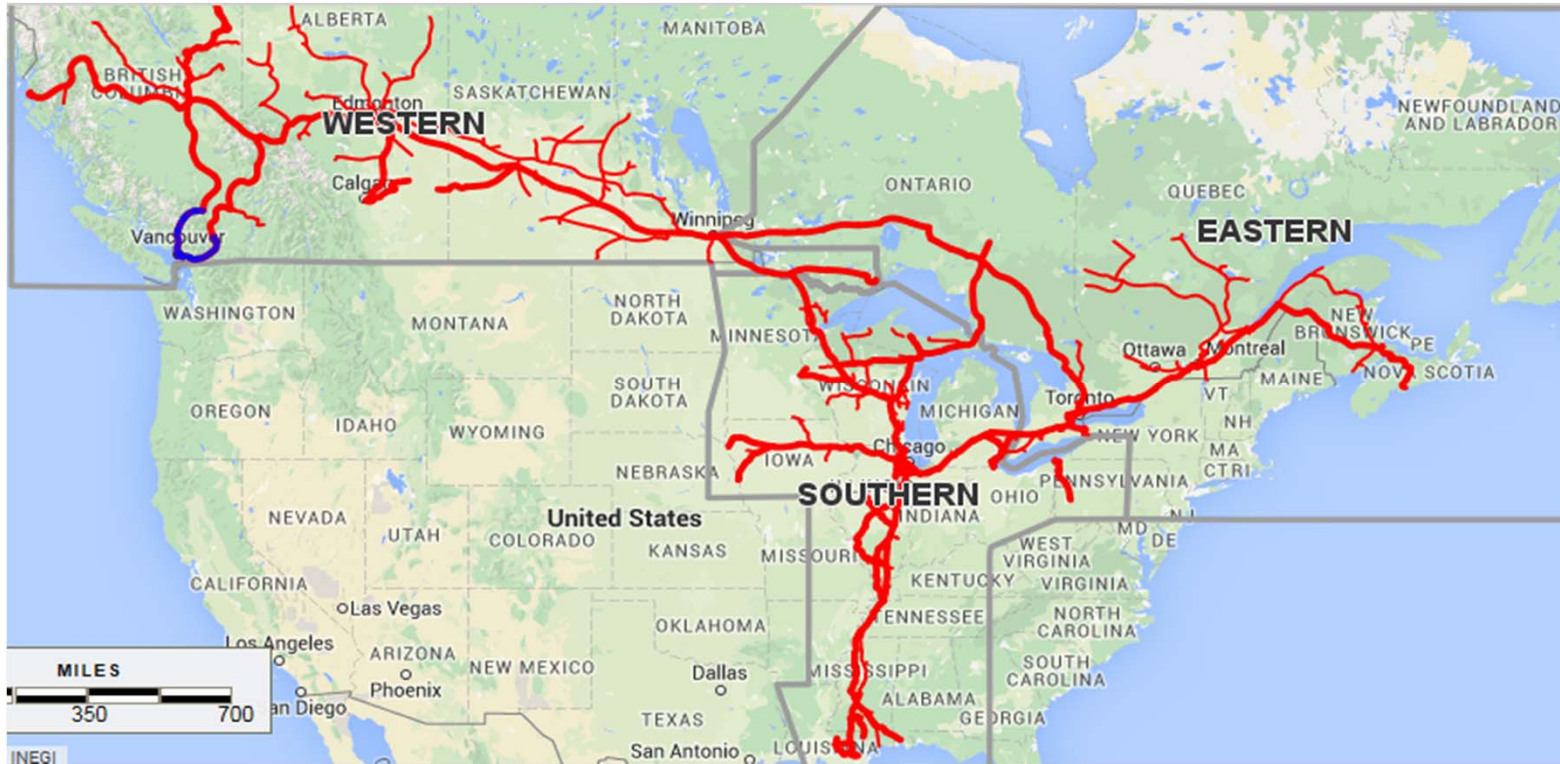 ALBERTA
MANITOBA
BRITISH
COLUMBI
Edmonton
SASKATCHEWAN
WESTERN
NEWFOUNDLAND
AND LABRADOR
Calga
ONTARIO
QUEBEC
Winnipeg
EASTERN
Vancouver
WASHINGTON
NORTH
DAKOTA
MONTANA
MINNESOTA
NEW
BRUNSWICK
PE
Ottawa
Montreal
NOVA SCOTIA
MAINE
SOUTH
DAKOTA
WISCONSIN
VT
OREGON
IDAHO
MICHIGAN
Toronto
NH
WYOMING
NEW YORK
Chicago
MA
CT RI
IOWA
NEBRASKA
PENNSYLVANIA
SOUTHERN
OHIO
NEVADA
United States
INDIANA
NJ
UTAH
COLORADO
KANSAS
MISSOURI
MD
DE
WEST
VIRGINIA
CALIFORNIA
KENTUCKY
VIRGINIA
Las Vegas
OKLAHOMA
TENNESSEE
NORTH
CAROLINA
Los Angeles
ARIZONA
NEW MEXICO
MISSISSIPPI
SOUTH
CAROLINA
MILES
Dallas
Phoenix
ALABAMA
350
700
an Diego
TEXAS
GEORGIA
San Antonio
LOUISIANA
INEGI